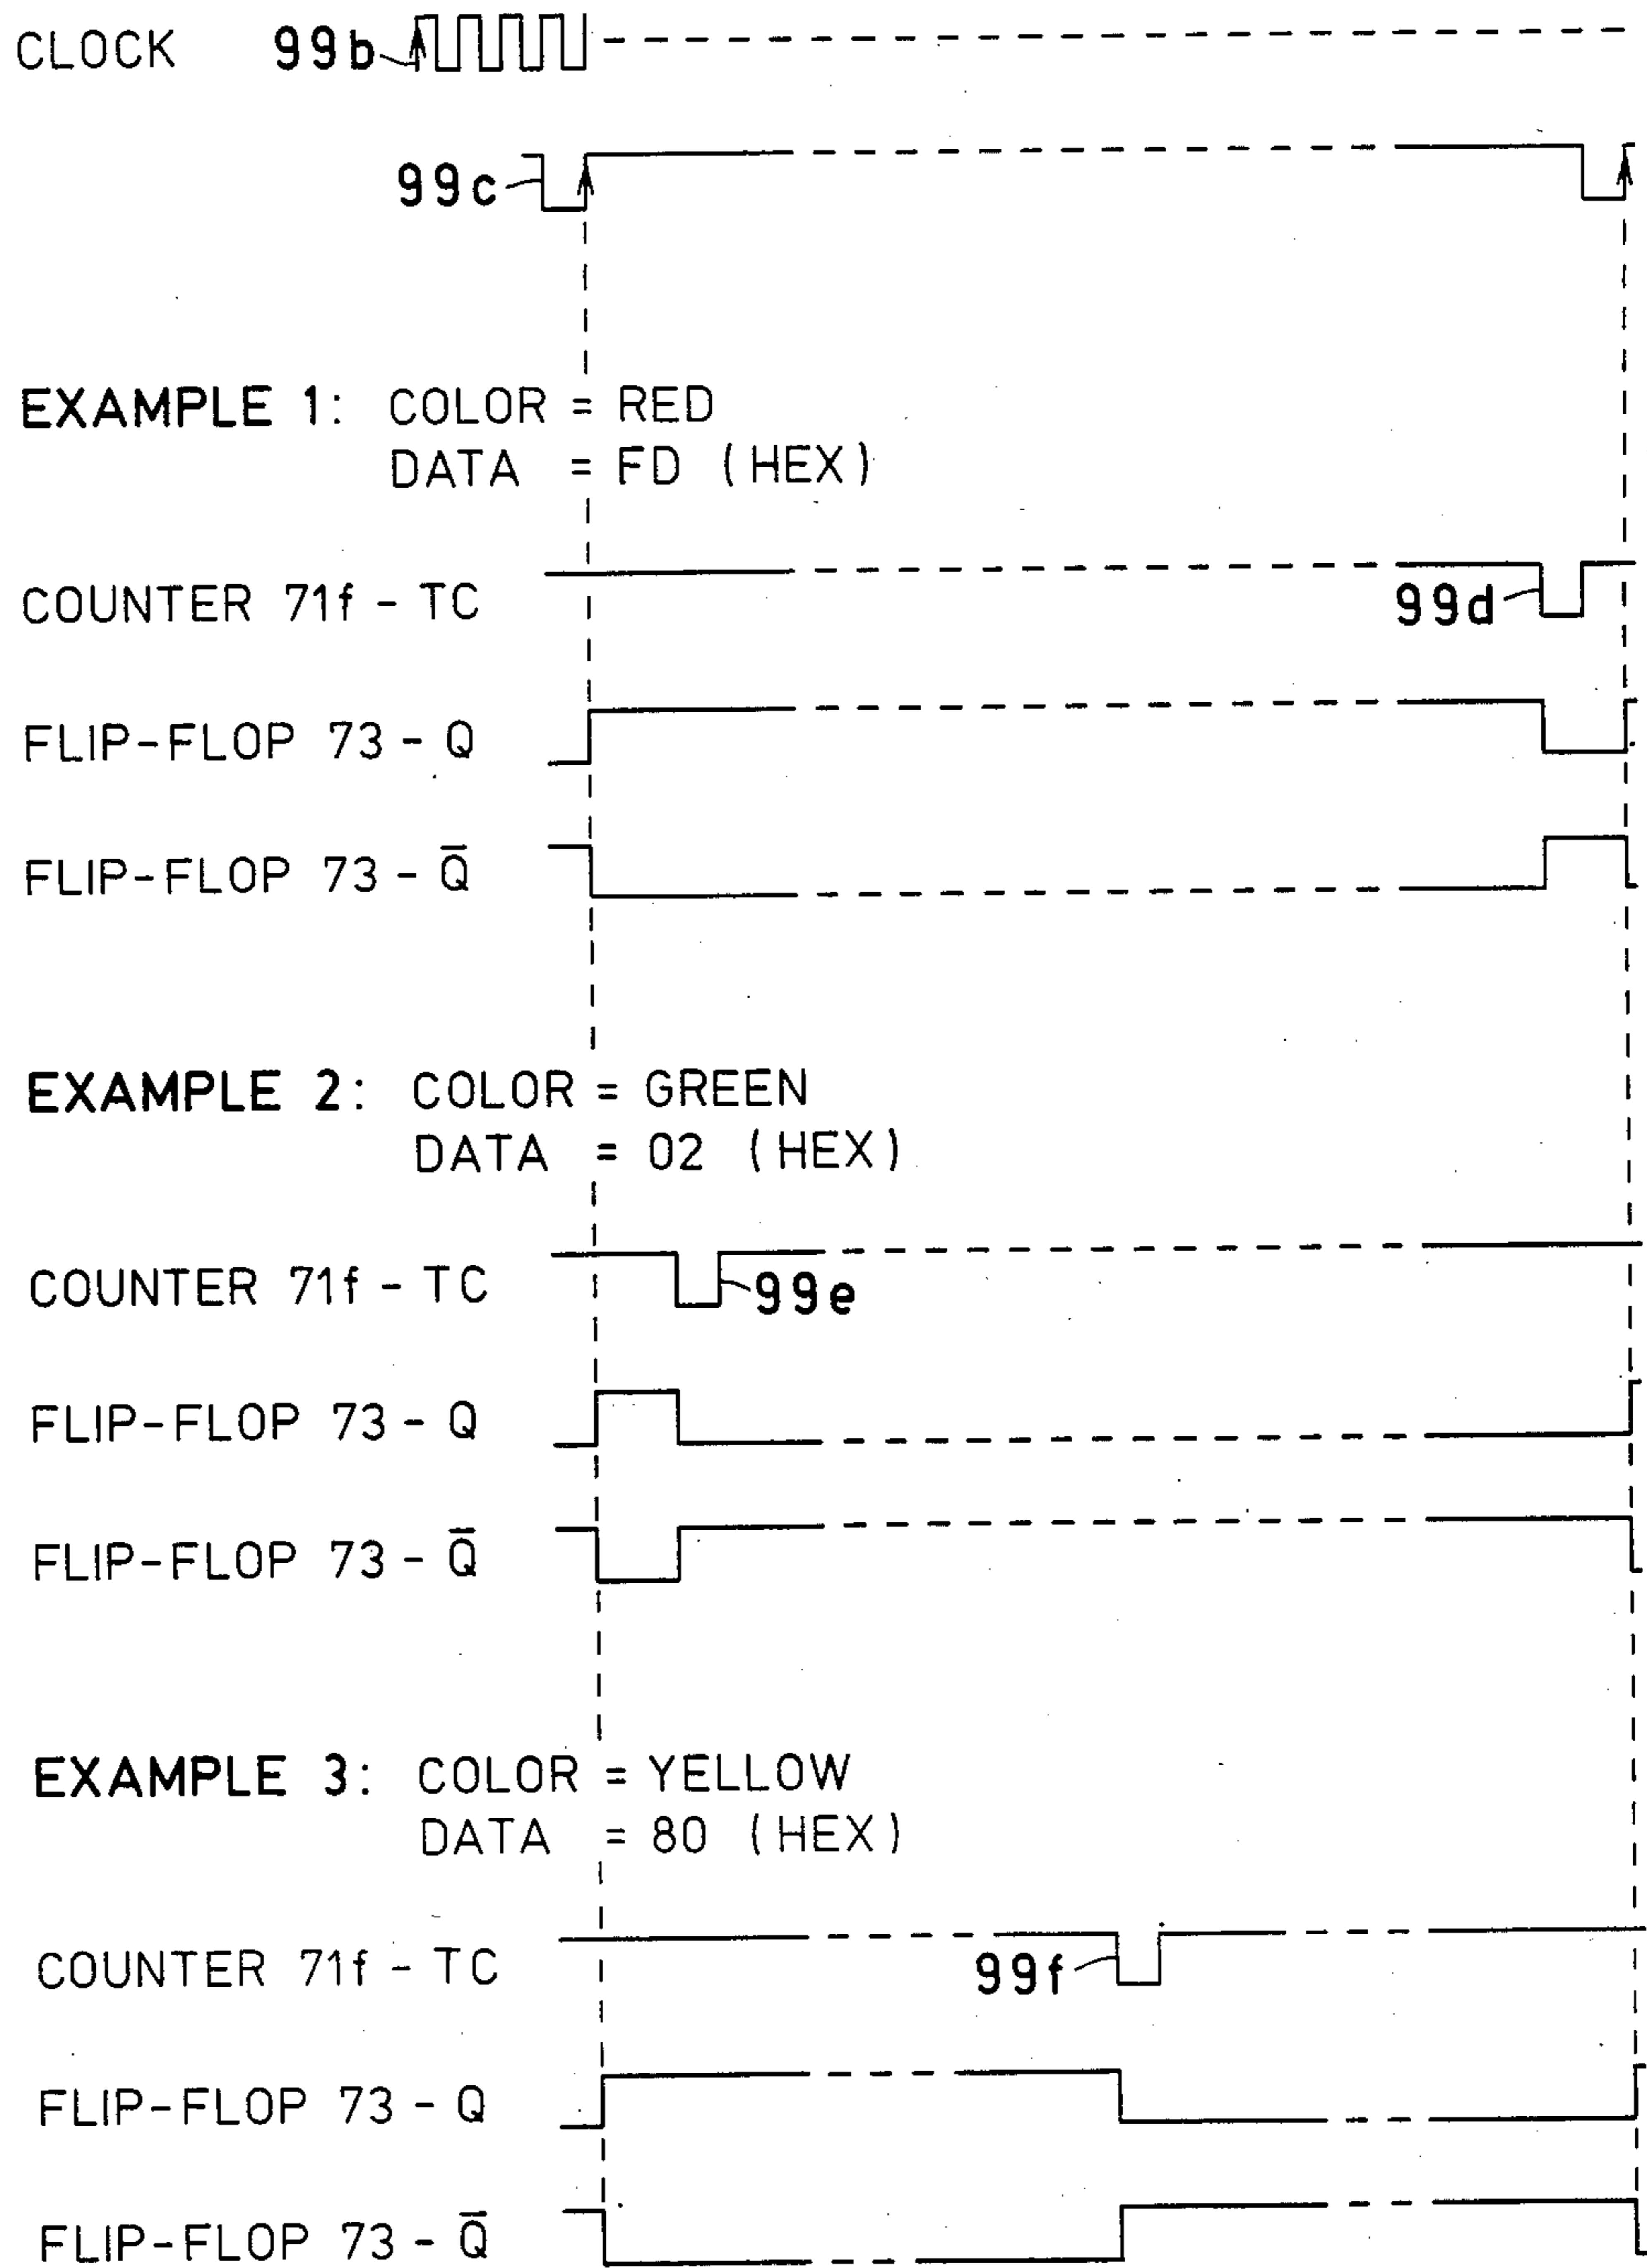 CLOCK 99b
99c
EXAMPLE 1: COLOR = RED
DATA = FD (HEX)
COUNTER 71f - TC 99d
FLIP-FLOP 73 - Q
FLIP-FLOP 73 - Q̅
EXAMPLE 2: COLOR = GREEN
DATA = 02 (HEX)
COUNTER 71f - TC 99e
FLIP-FLOP 73 - Q
FLIP-FLOP 73 - Q̅
EXAMPLE 3: COLOR = YELLOW
DATA = 80 (HEX)
COUNTER 71f - TC 99f
FLIP-FLOP 73 - Q
FLIP-FLOP 73 - Q̅